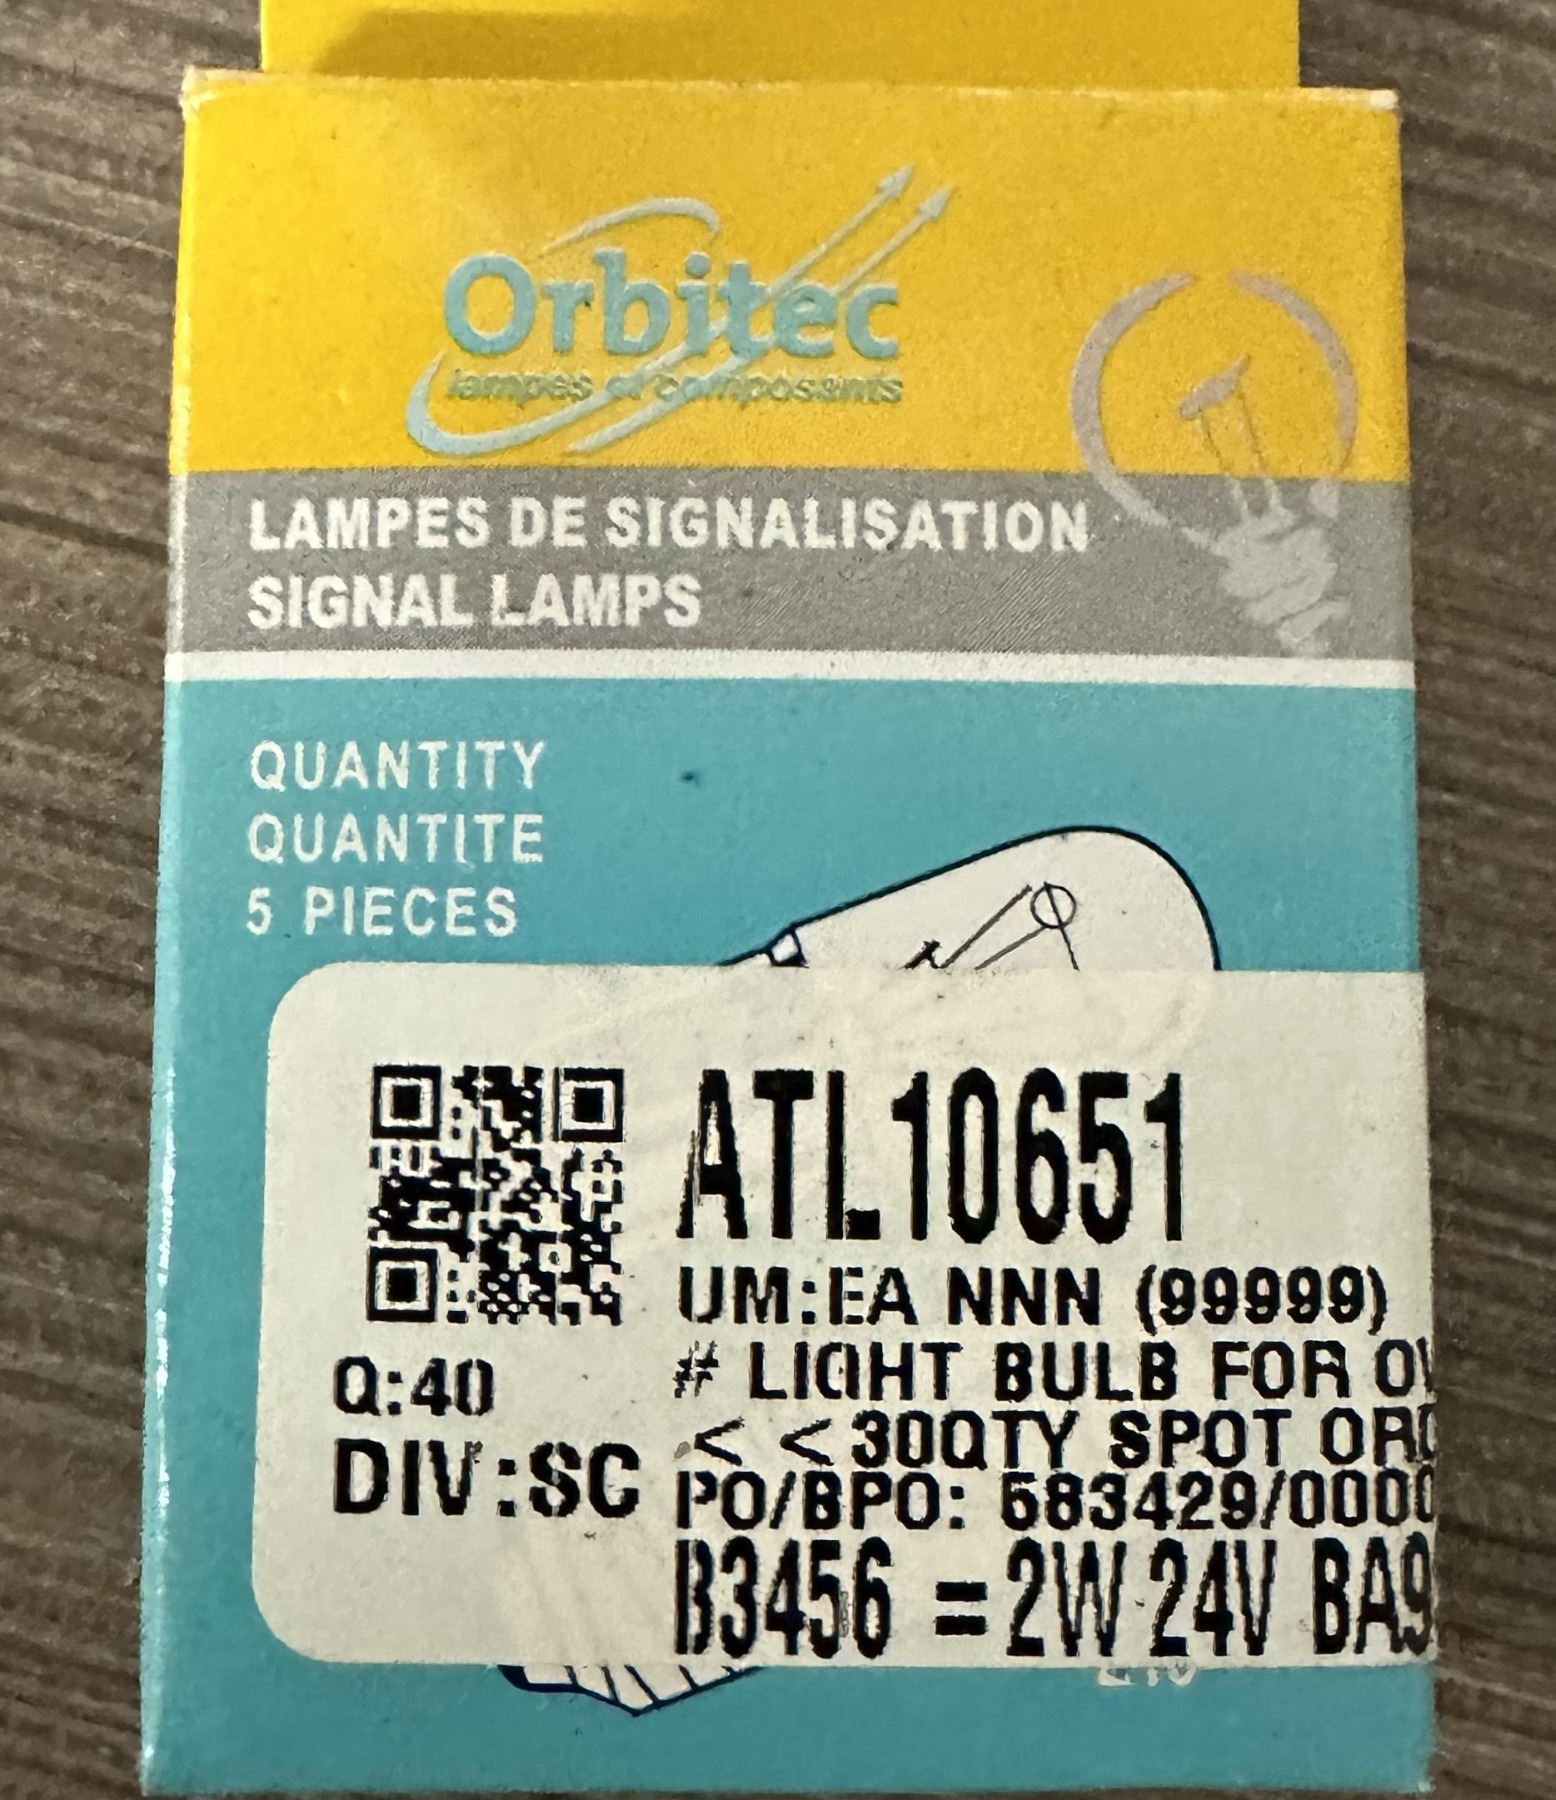 Orbitec
lampes et composants
LAMPES DE SIGNALISATION
SIGNAL LAMPS
QUANTITY
QUANTITE
5 PIECES
ATL10651
UM:EA NNN (99999)
Q:40
# LIGHT BULB FOR
DIV:SC
< < 30QTY SPOT
PO/BPO: 583429/0000
B3456 = 2W 24V BA9